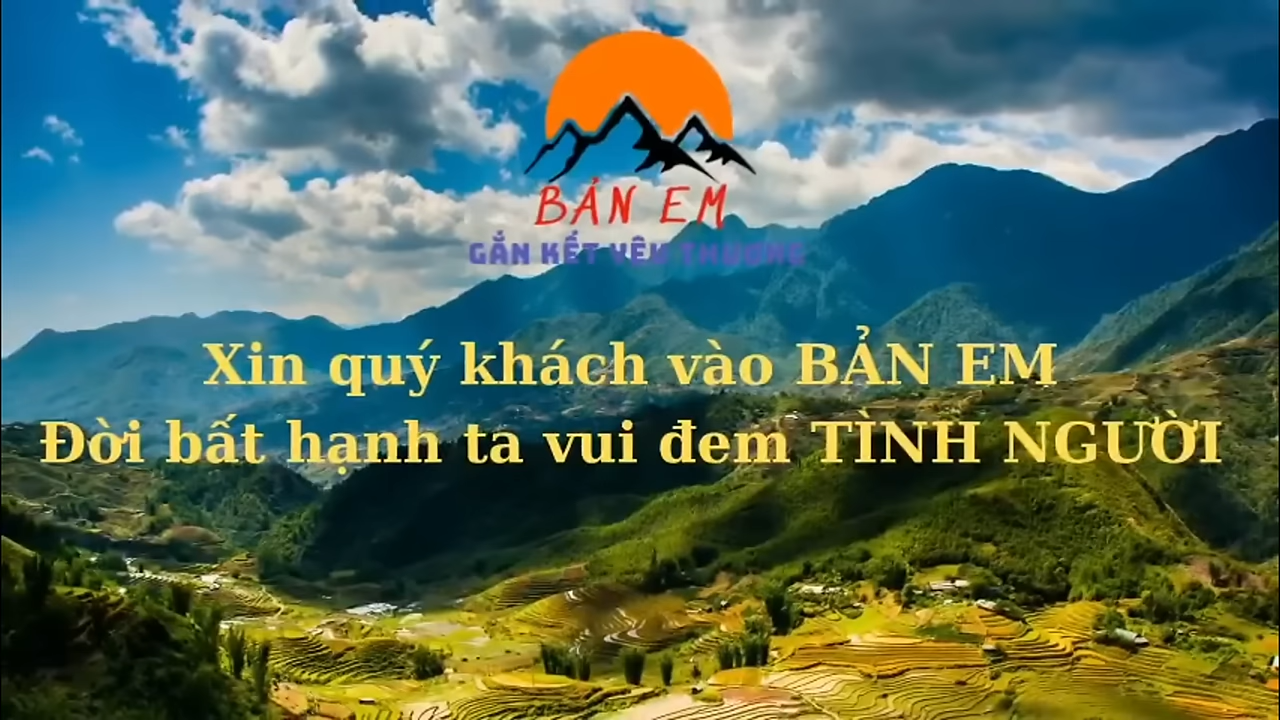 BẢN EM
GẮN KẾT YÊU THƯƠNG
Xin quý khách vào BẢN EM
Đời bất hạnh ta vui đem TÌNH NGƯỜI